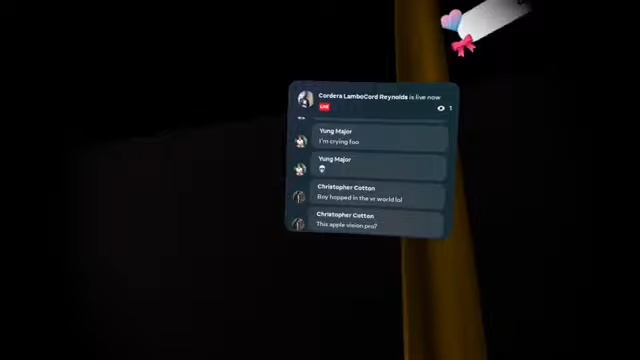 Cordera LamboCord Reynolds is live now
LIVE
1
Yung Major
I'm crying foo
Yung Major
💀
Christopher Cotton
Boy hopped in the vr world lol
Christopher Cotton
This apple vision pro?